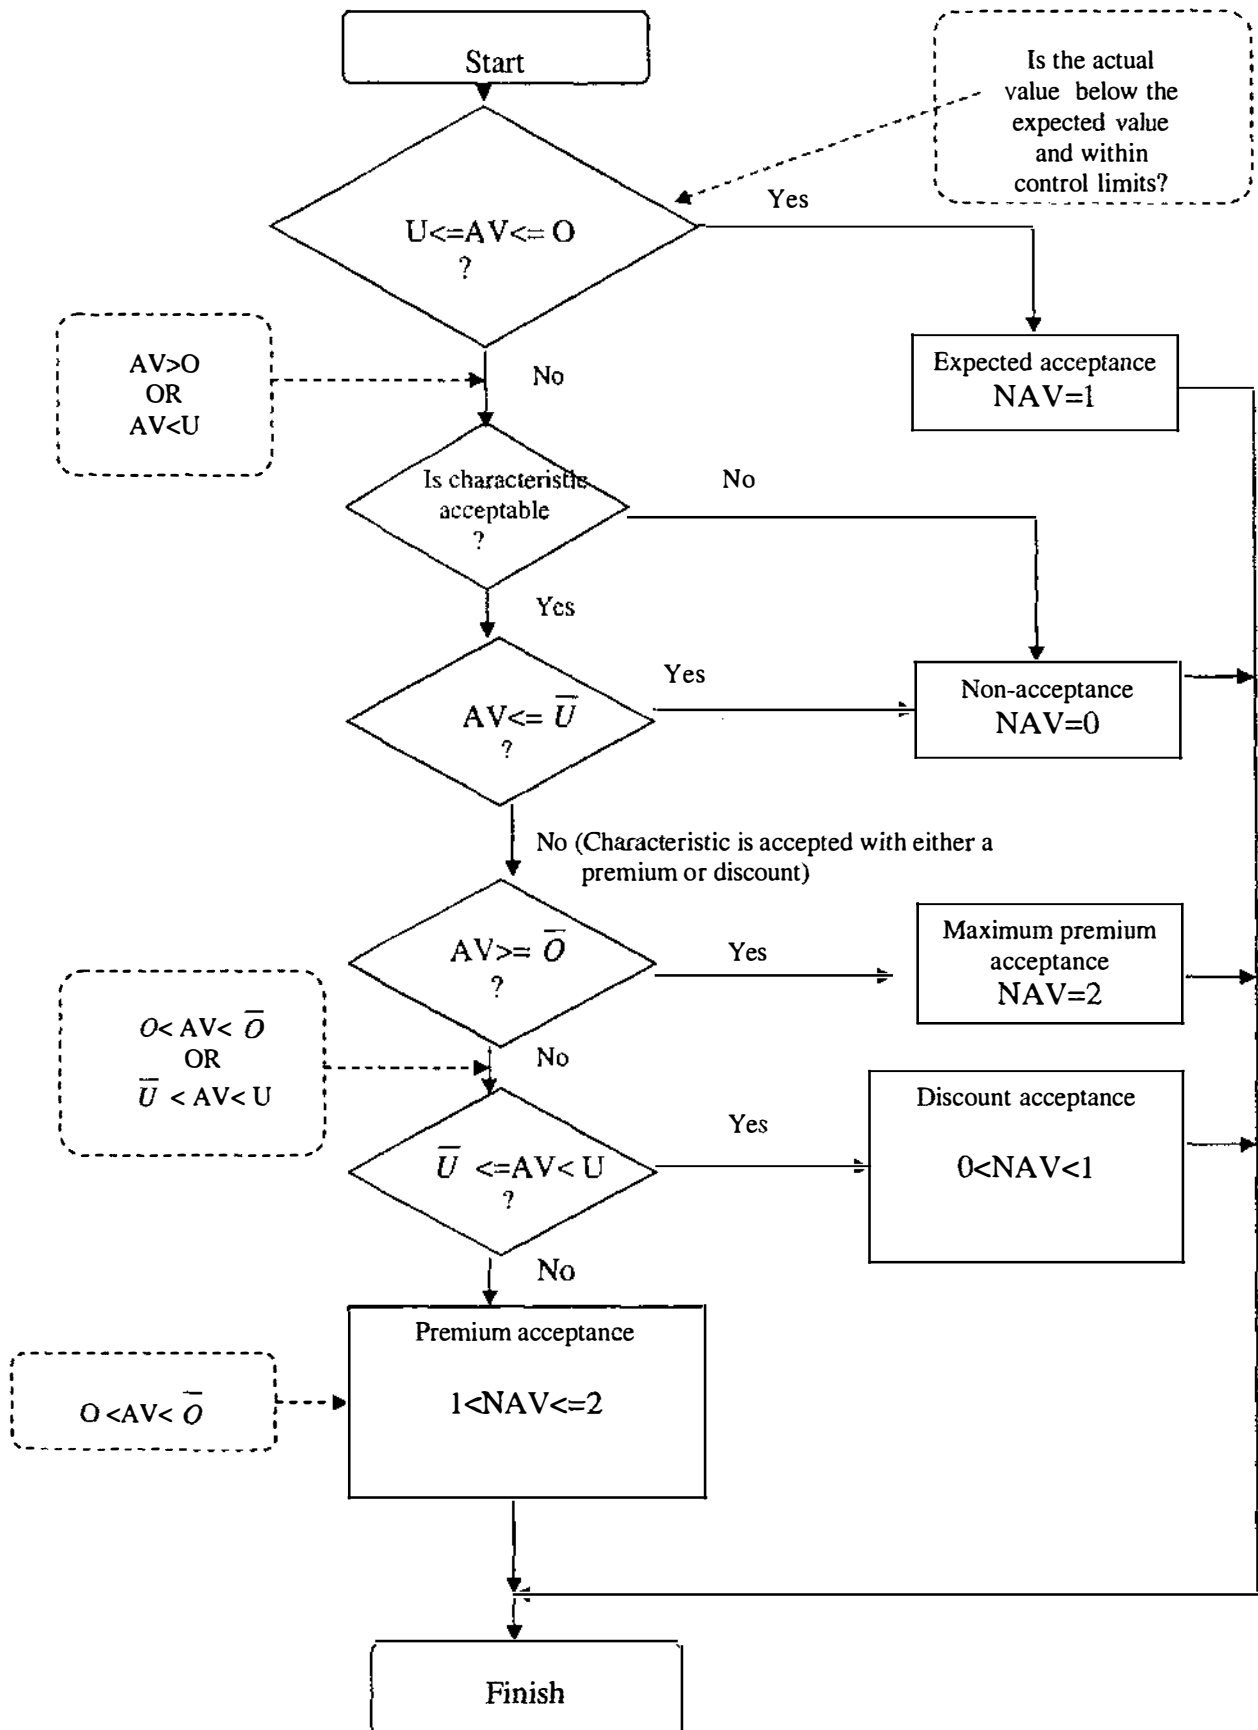 Start
Is the actual
value below the
expected value
and within
control limits?
U<=AV<= O
?
Yes
AV>O
OR
AV<U
No
Expected acceptance
NAV=1
Is characteristic
acceptable
?
No
Yes
AV<= U̅
?
Yes
Non-acceptance
NAV=0
No (Characteristic is accepted with either a
premium or discount)
AV>= O̅
?
Yes
Maximum premium
acceptance
NAV=2
O< AV< O̅
OR
U̅ < AV< U
No
U̅ <=AV< U
?
Yes
Discount acceptance
0<NAV<1
No
Premium acceptance
1<NAV<=2
O <AV< O̅
Finish